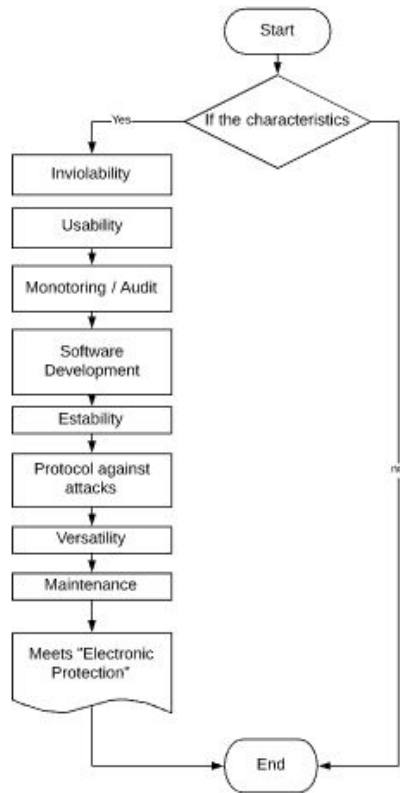 Start
If the characteristics
Yes
Inviolability
Usability
Monotoring / Audit
Software
Development
Estability
Protocol against
attacks
no
Versatility
Maintenance
Meets "Electronic
Protection"
End